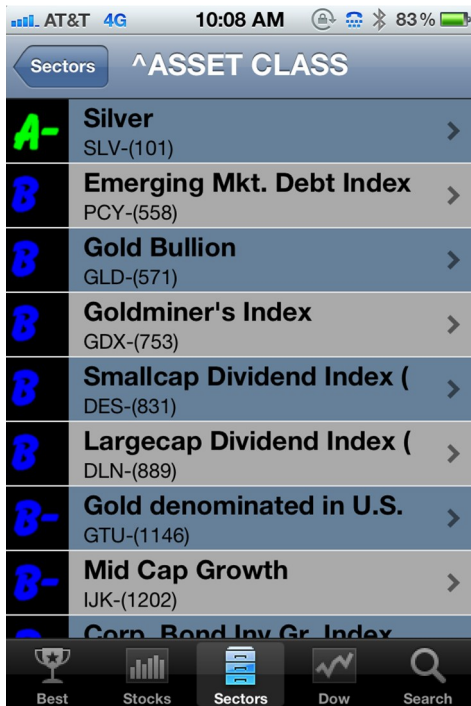 AT&T 4G 10:08 AM 83%
Sectors ^ASSET CLASS
A- Silver
SLV-(101)
B Emerging Mkt. Debt Index
PCY-(558)
B Gold Bullion
GLD-(571)
B Goldminer's Index
GDX-(753)
B Smallcap Dividend Index (
DES-(831)
B Largecap Dividend Index (
DLN-(889)
B- Gold denominated in U.S.
GTU-(1146)
B- Mid Cap Growth
IJK-(1202)
Corp. Bond Inv Gr. Index
Best Stocks Sectors Dow Search